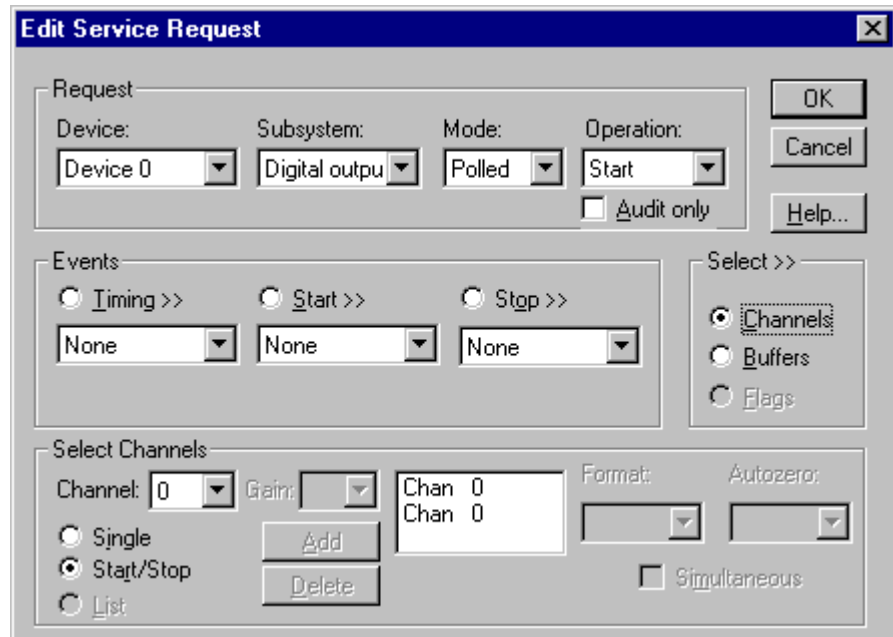 Edit Service Request
Request
OK
Device: Subsystem: Mode: Operation:
Cancel
Device 0 Digital outpu Polled Start
Audit only
Help...
Events
Select >>
Timing >> Start >> Stop >>
Channels
None None None
Buffers
Flags
Select Channels
Channel: 0 Gain: Chan 0 Format: Autozero:
Chan 0
Single
Add
Start/Stop
Simultaneous
Delete
List